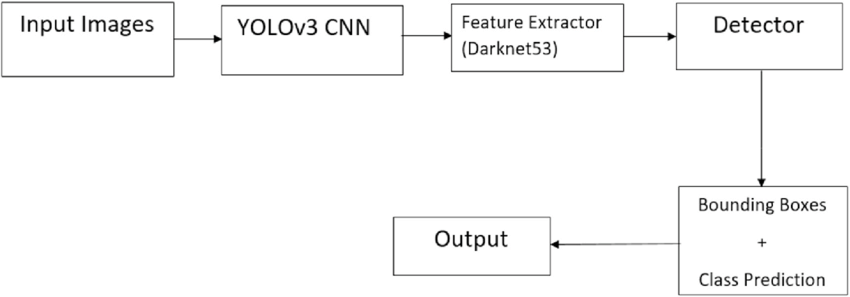 Input Images
YOLOv3 CNN
Feature Extractor
(Darknet53)
Detector
Bounding Boxes
+
Class Prediction
Output